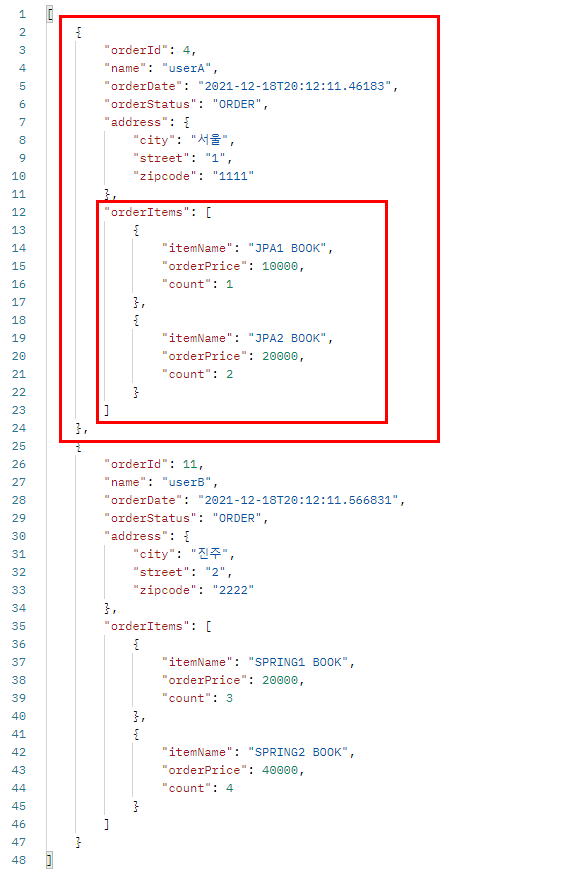 1 [
2     {
3         "orderId": 4,
4         "name": "userA",
5         "orderDate": "2021-12-18T20:12:11.46183",
6         "orderStatus": "ORDER",
7         "address": {
8             "city": "서울",
9             "street": "1",
10             "zipcode": "1111"
11         },
12         "orderItems": [
13             {
14                 "itemName": "JPA1 BOOK",
15                 "orderPrice": 10000,
16                 "count": 1
17             },
18             {
19                 "itemName": "JPA2 BOOK",
20                 "orderPrice": 20000,
21                 "count": 2
22             }
23         ]
24     },
25     {
26         "orderId": 11,
27         "name": "userB",
28         "orderDate": "2021-12-18T20:12:11.566831",
29         "orderStatus": "ORDER",
30         "address": {
31             "city": "진주",
32             "street": "2",
33             "zipcode": "2222"
34         },
35         "orderItems": [
36             {
37                 "itemName": "SPRING1 BOOK",
38                 "orderPrice": 20000,
39                 "count": 3
40             },
41             {
42                 "itemName": "SPRING2 BOOK",
43                 "orderPrice": 40000,
44                 "count": 4
45             }
46         ]
47     }
48 ]